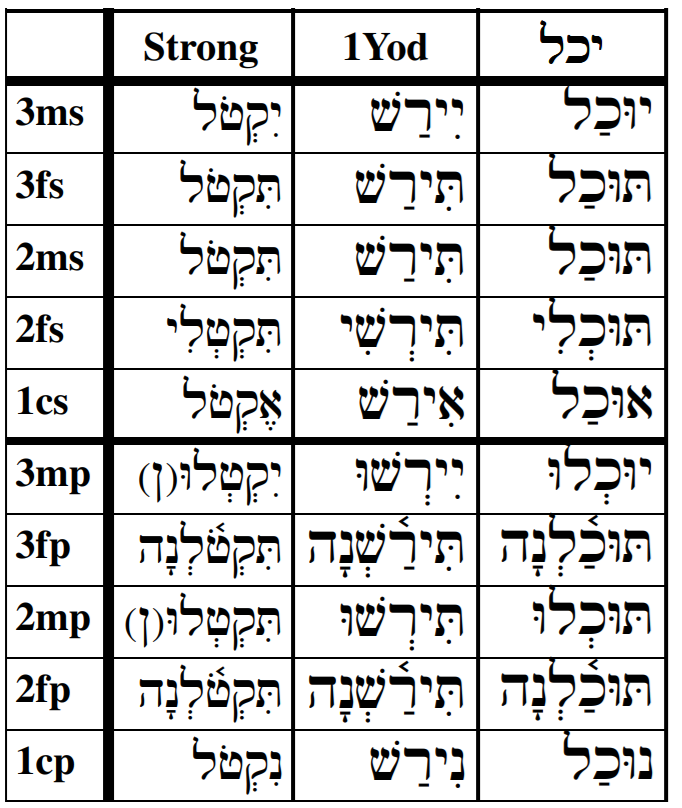 Strong 1Yod יכל
3ms יִקְטֹל יִירַשׁ יוּכַל
3fs תִּקְטֹל תִּירַשׁ תּוּכַל
2ms תִּקְטֹל תִּירַשׁ תּוּכַל
2fs תִּקְטְלִי תִּירְשִׁי תּוּכְלִי
1cs אֶקְטֹל אִירַשׁ אוּכַל
3mp יִקְטְלוּ(ן) יִירְשׁוּ יוּכְלוּ
3fp תִּקְטֹ֫לְנָה תִּירַ֫שְׁנָה תּוּכַ֫לְנָה
2mp תִּקְטְלוּ(ן) תִּירְשׁוּ תּוּכְלוּ
2fp תִּקְטֹ֫לְנָה תִּירַ֫שְׁנָה תּוּכַ֫לְנָה
1cp נִקְטֹל נִירַשׁ נוּכַל